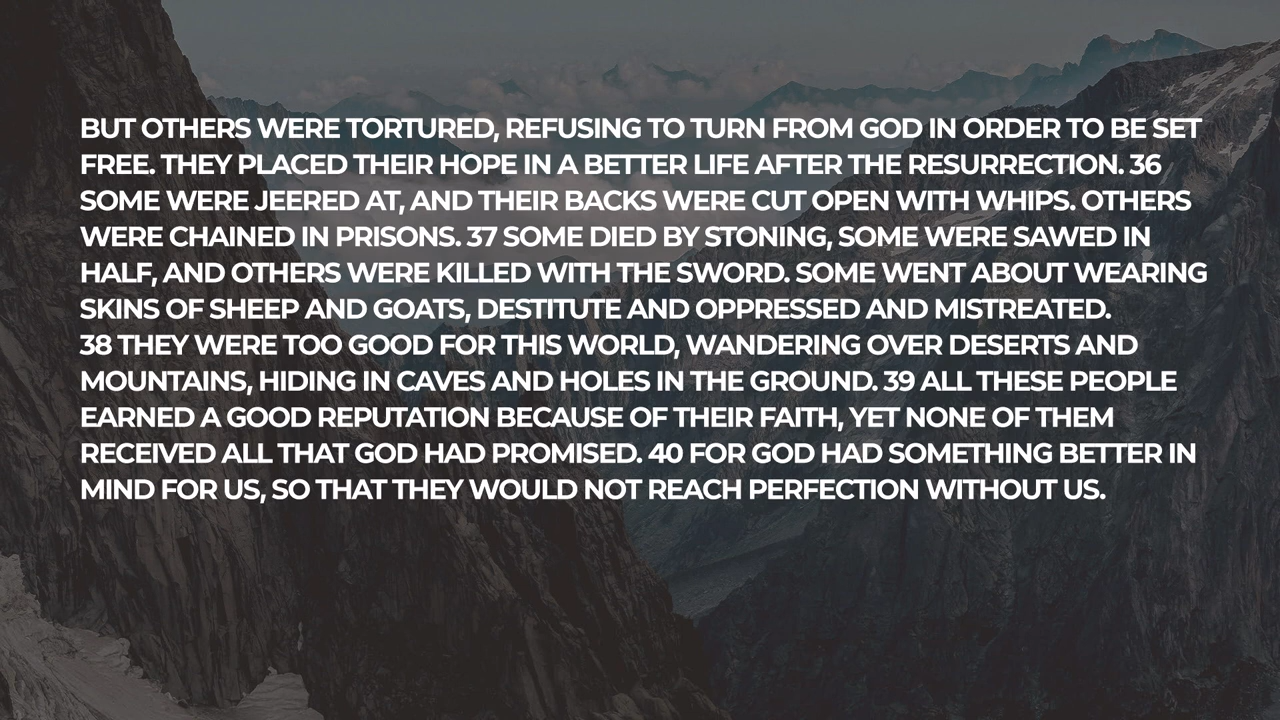 BUT OTHERS WERE TORTURED, REFUSING TO TURN FROM GOD IN ORDER TO BE SET
FREE. THEY PLACED THEIR HOPE IN A BETTER LIFE AFTER THE RESURRECTION. 36
SOME WERE JEERED AT, AND THEIR BACKS WERE CUT OPEN WITH WHIPS. OTHERS
WERE CHAINED IN PRISONS. 37 SOME DIED BY STONING, SOME WERE SAWED IN
HALF, AND OTHERS WERE KILLED WITH THE SWORD. SOME WENT ABOUT WEARING
SKINS OF SHEEP AND GOATS, DESTITUTE AND OPPRESSED AND MISTREATED.
38 THEY WERE TOO GOOD FOR THIS WORLD, WANDERING OVER DESERTS AND
MOUNTAINS, HIDING IN CAVES AND HOLES IN THE GROUND. 39 ALL THESE PEOPLE
EARNED A GOOD REPUTATION BECAUSE OF THEIR FAITH, YET NONE OF THEM
RECEIVED ALL THAT GOD HAD PROMISED. 40 FOR GOD HAD SOMETHING BETTER IN
MIND FOR US, SO THAT THEY WOULD NOT REACH PERFECTION WITHOUT US.